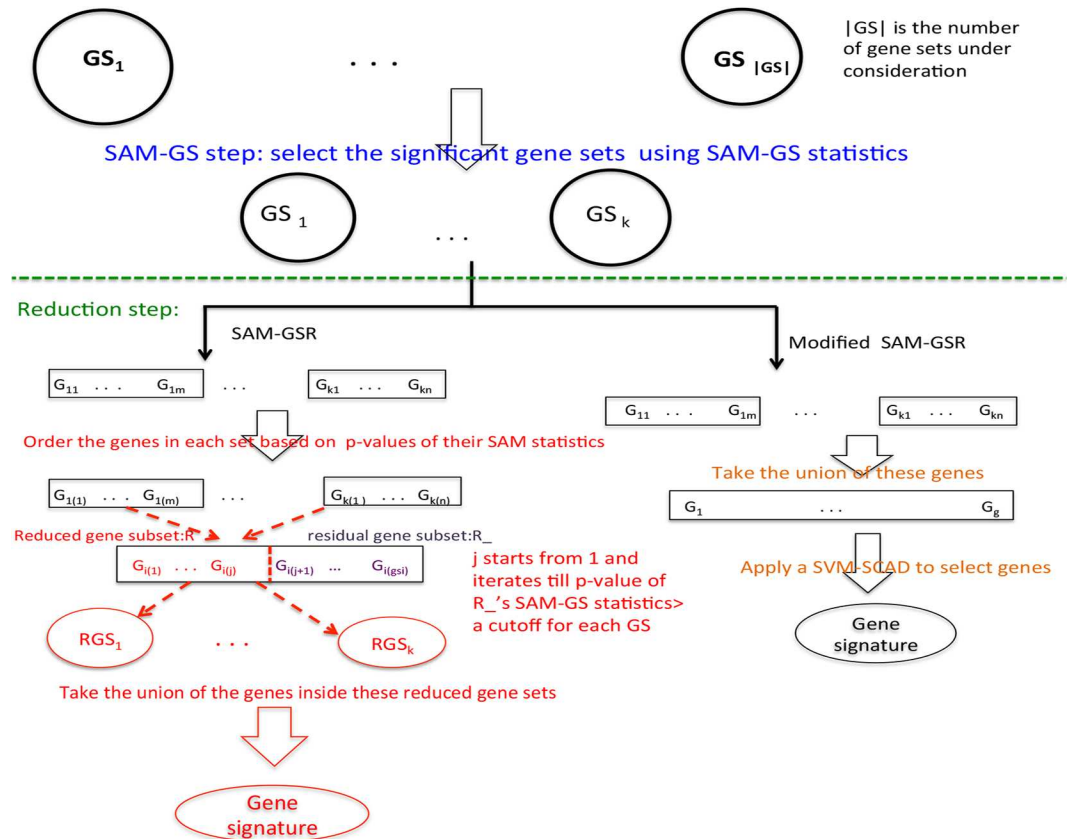 GS1 . . . GS |GS|
|GS| is the number
of gene sets under
consideration
SAM-GS step: select the significant gene sets using SAM-GS statistics
GS 1 . . . GS k
Reduction step:
SAM-GSR
Modified SAM-GSR
G11 . . . G1m . . . Gk1 . . . Gkn
G11 . . . G1m . . . Gk1 . . . Gkn
Order the genes in each set based on p-values of their SAM statistics
Take the union of these genes
G1(1) . . . G1(m) . . . Gk(1) . . . Gk(n)
G1 . . . Gg
Reduced gene subset:R
residual gene subset:R_
Gi(1) . . . Gi(j) Gi(j+1) ... Gi(gsi)
j starts from 1 and
iterates till p-value of
R_'s SAM-GS statistics>
a cutoff for each GS
Apply a SVM-SCAD to select genes
RGS1 . . . RGSk
Gene
signature
Take the union of the genes inside these reduced gene sets
Gene
signature